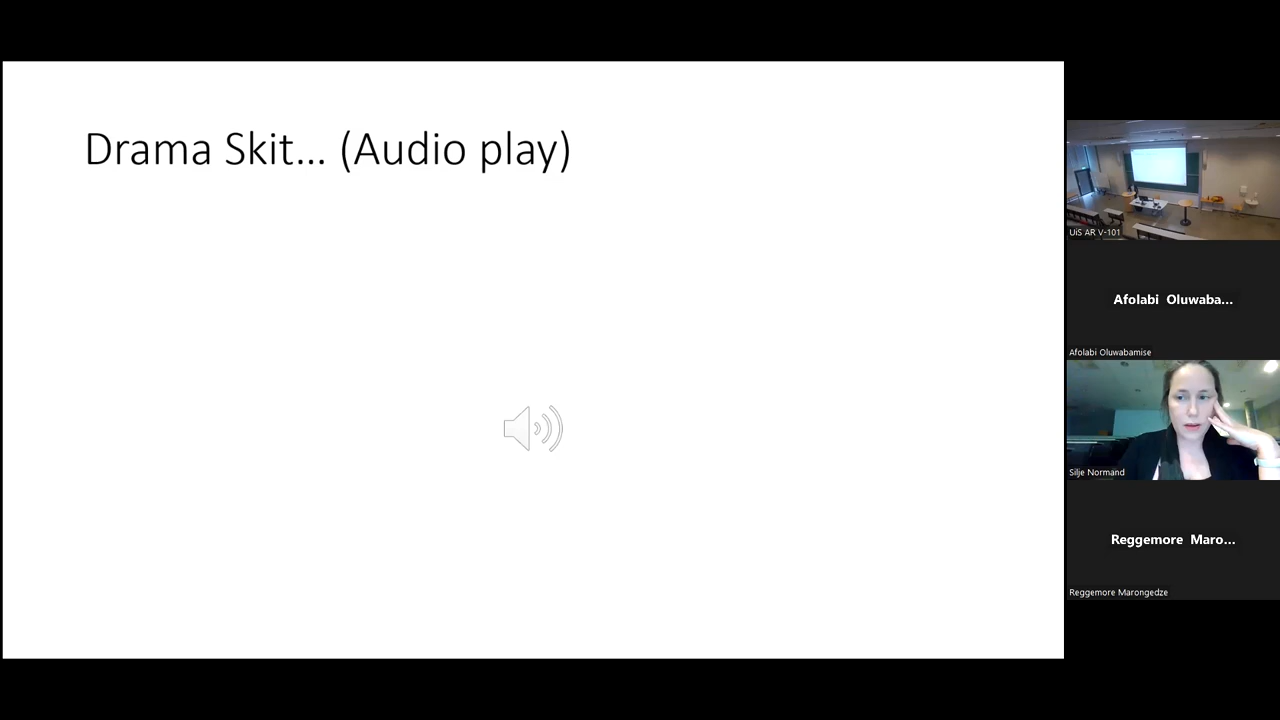 Drama Skit... (Audio play)
UiS AR V-101
Afolabi Oluwaba...
Afolabi Oluwabamise
Silje Normand
Reggemore Maro...
Reggemore Marongedze